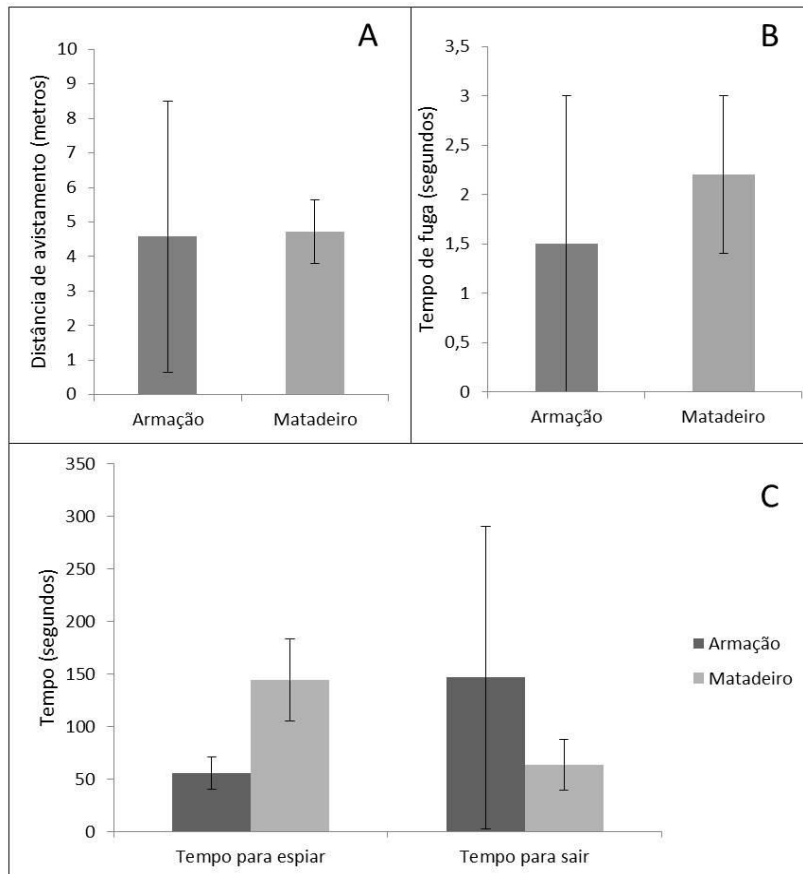 A
Distância de avistamento (metros)
10
9
8
7
6
5
4
3
2
1
0
Armação Matadeiro
B
Tempo de fuga (segundos)
3,5
3
2,5
2
1,5
1
0,5
0
Armação Matadeiro
C
Tempo (segundos)
350
300
250
200
150
100
50
0
Tempo para espiar Tempo para sair
Armação
Matadeiro